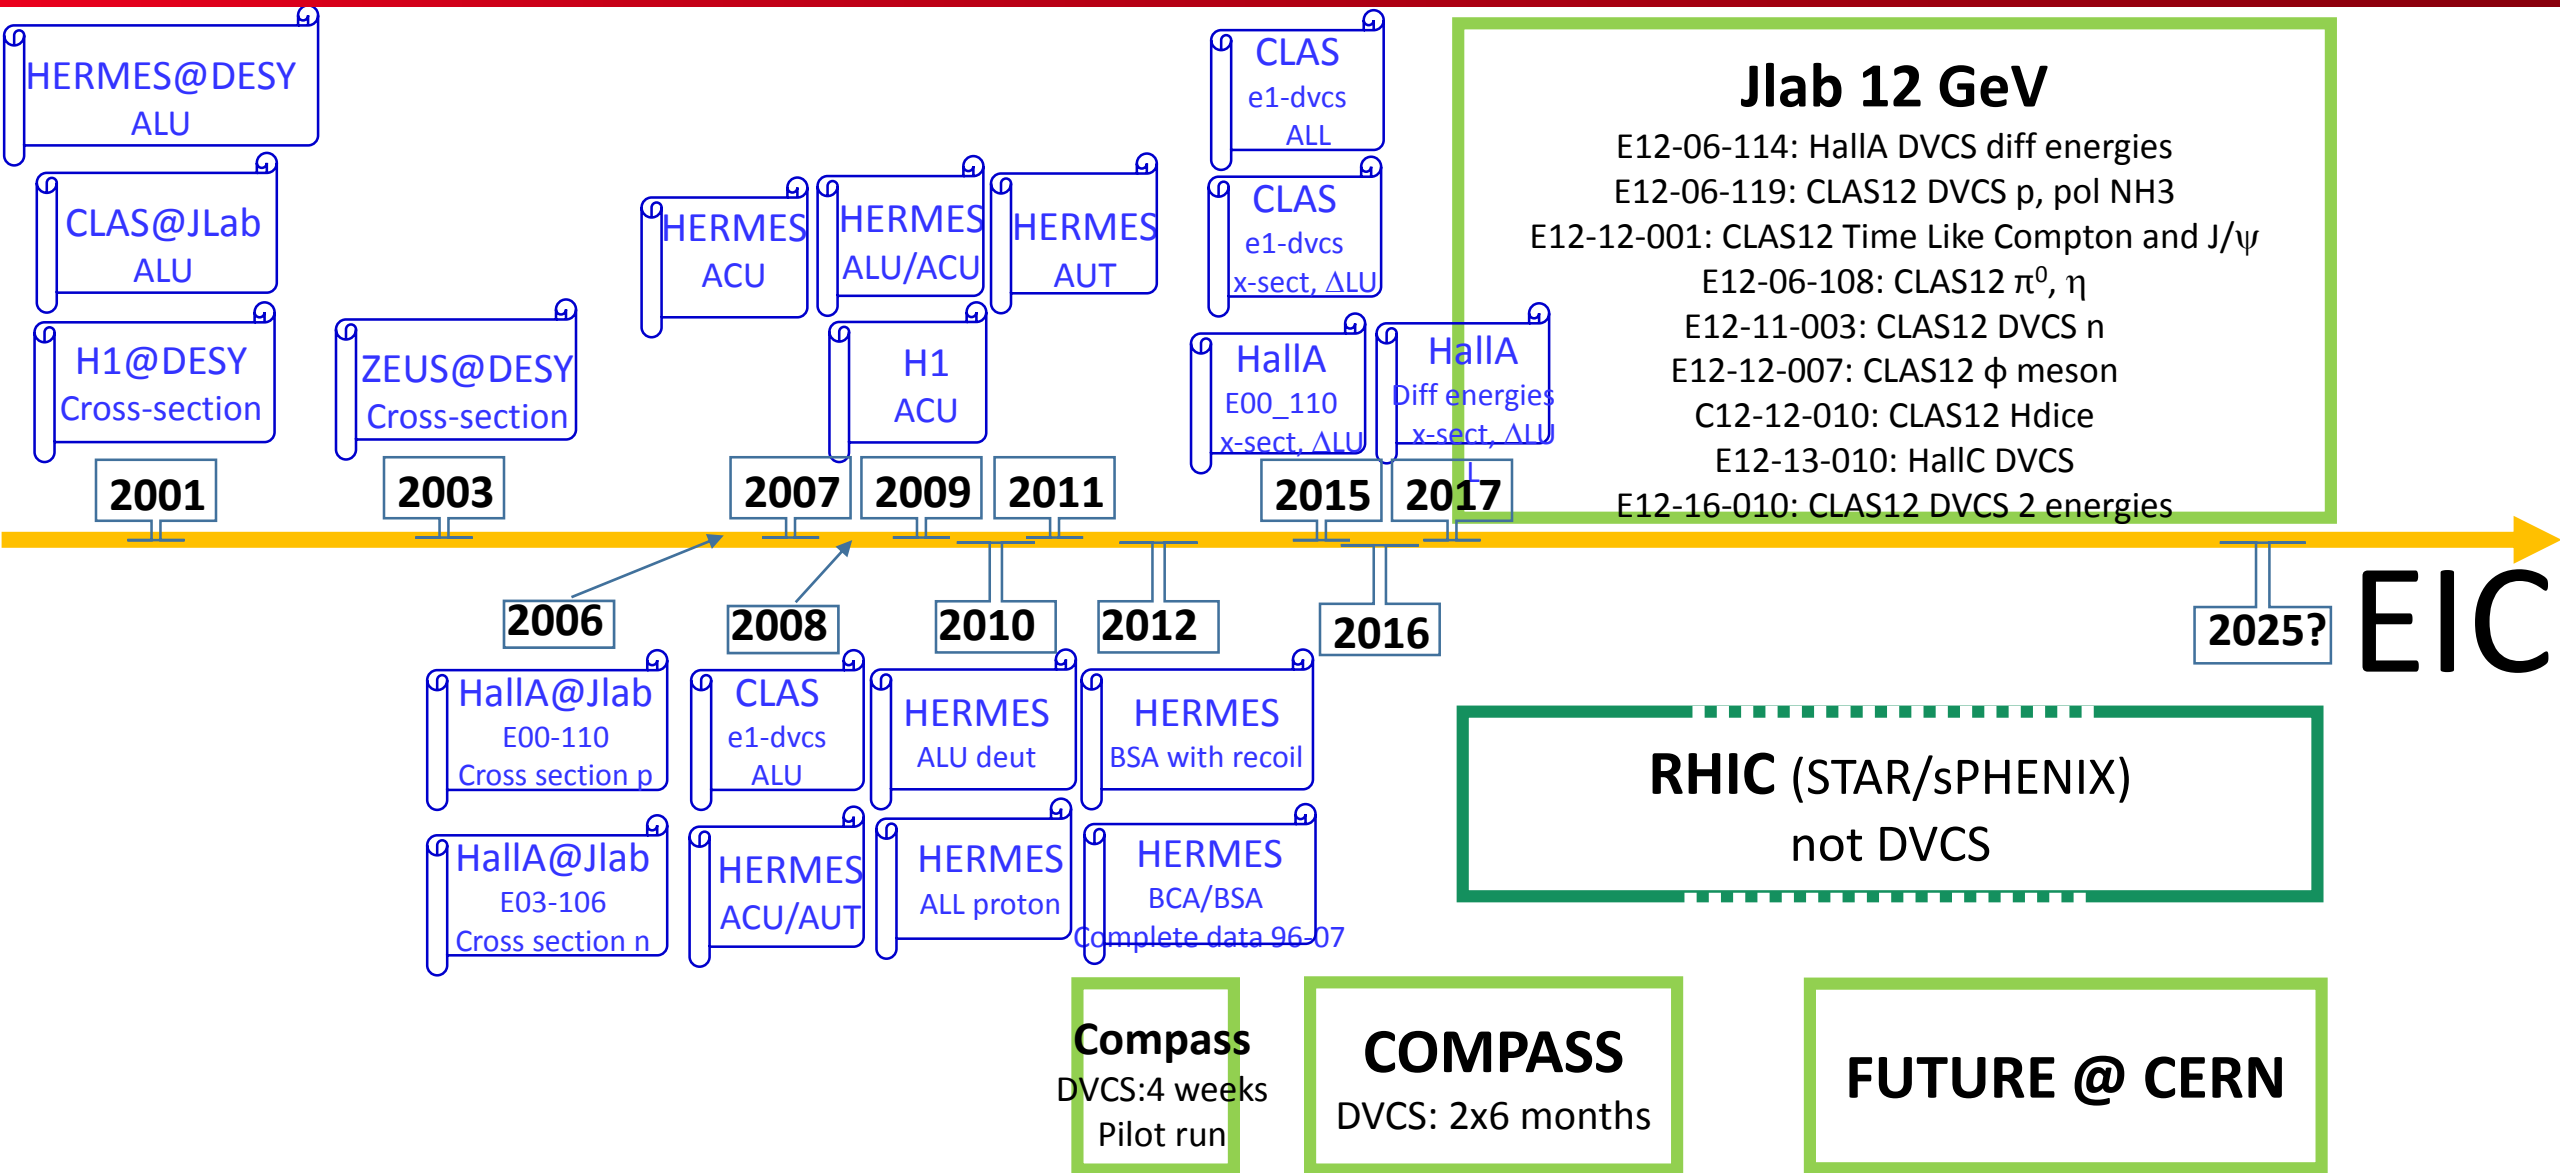 HERMES@DESY
ALU
CLAS@JLab
ALU
H1@DESY
Cross-section
ZEUS@DESY
Cross-section
HERMES
ACU
HERMES
ALU/ACU
H1
ACU
HERMES
AUT
CLAS
e1-dvcs
ALL
CLAS
e1-dvcs
x-sect, ΔLU
HallA
E00_110
x-sect, ΔLU
HallA
Diff energies
x-sect, ΔLU
L
Jlab 12 GeV
E12-06-114: HallA DVCS diff energies
E12-06-119: CLAS12 DVCS p, pol NH3
E12-12-001: CLAS12 Time Like Compton and J/ψ
E12-06-108: CLAS12 π⁰, η
E12-11-003: CLAS12 DVCS n
E12-12-007: CLAS12 ϕ meson
C12-12-010: CLAS12 Hdice
E12-13-010: HallC DVCS
E12-16-010: CLAS12 DVCS 2 energies
2001
2003
2007
2009
2011
2015
2017
2006
2008
2010
2012
2016
2025?
EIC
HallA@Jlab
E00-110
Cross section p
HallA@Jlab
E03-106
Cross section n
CLAS
e1-dvcs
ALU
HERMES
ACU/AUT
HERMES
ALU deut
HERMES
ALL proton
HERMES
BSA with recoil
HERMES
BCA/BSA
Complete data 96-07
RHIC (STAR/sPHENIX)
not DVCS
Compass
DVCS:4 weeks
Pilot run
COMPASS
DVCS: 2x6 months
FUTURE @ CERN